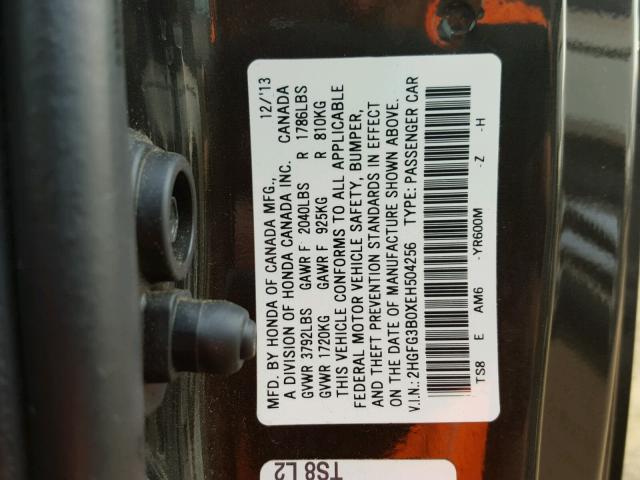 MFD. BY HONDA OF CANADA MFG., 12/'13
A DIVISION OF HONDA CANADA INC. CANADA
GVWR 3792LBS GAWR F 2040LBS R 1786LBS
GVWR 1720KG GAWR F 925KG R 810KG
THIS VEHICLE CONFORMS TO ALL APPLICABLE
FEDERAL MOTOR VEHICLE SAFETY, BUMPER,
AND THEFT PREVENTION STANDARDS IN EFFECT
ON THE DATE OF MANUFACTURE SHOWN ABOVE.
V.I.N.: 2HGFG3B0XEH504256 TYPE: PASSENGER CAR
TS8 E AM6 -YR600M -Z -H
TS8 L2